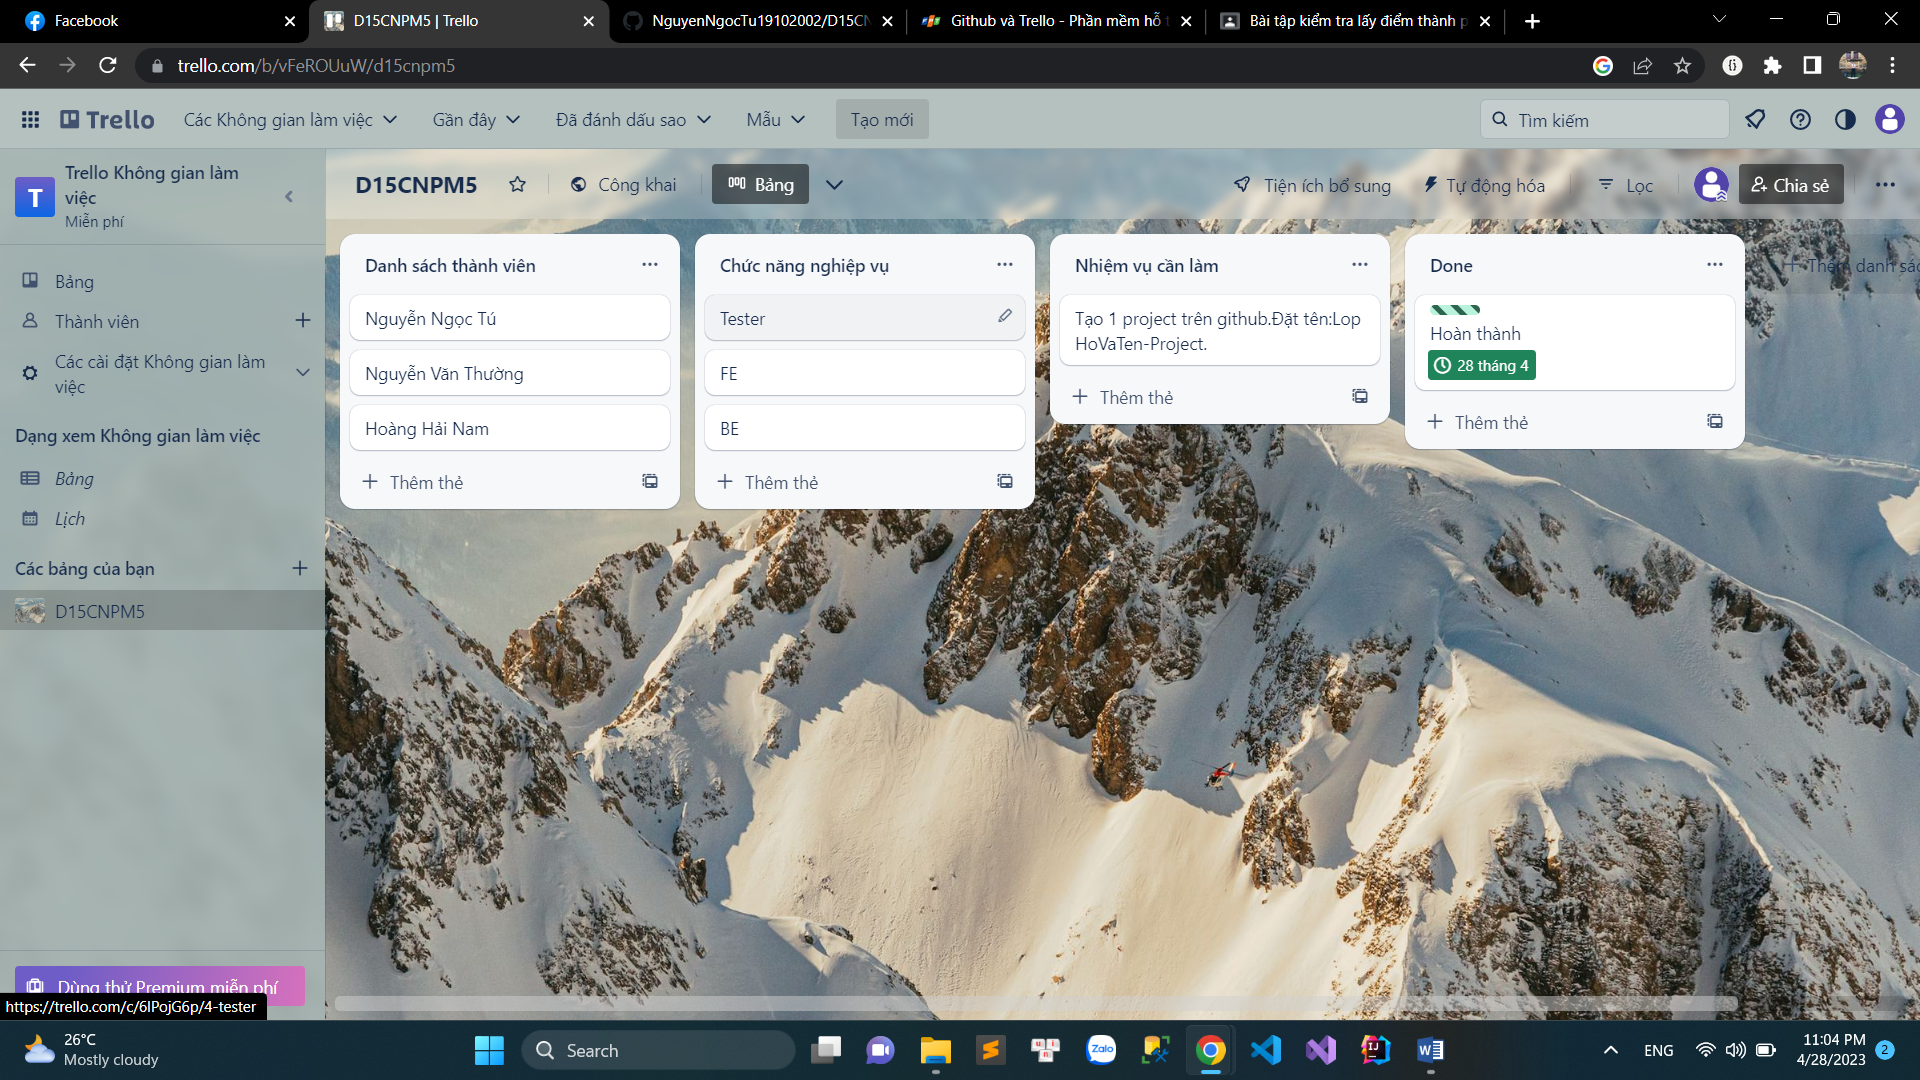 Facebook
D15CNPM5 | Trello
NguyenNgocTu19102002/D15CN
Github và Trello - Phần mềm hỗ t
Bài tập kiểm tra lấy điểm thành p
trello.com/b/vFeROUuW/d15cnpm5
Trello
Các Không gian làm việc
Gần đây
Đã đánh dấu sao
Mẫu
Tạo mới
Tìm kiếm
T
Trello Không gian làm
việc
Miễn phí
D15CNPM5
Công khai
Bảng
Tiện ích bổ sung
Tự động hóa
Lọc
Chia sẻ
Bảng
Thành viên
Các cài đặt Không gian làm
việc
Dạng xem Không gian làm việc
Bảng
Lịch
Các bảng của bạn
D15CNPM5
Dùng thử Premium miễn phí
https://trello.com/c/6lPojG6p/4-tester
Danh sách thành viên
Nguyễn Ngọc Tú
Nguyễn Văn Thường
Hoàng Hải Nam
Thêm thẻ
Chức năng nghiệp vụ
Tester
FE
BE
Thêm thẻ
Nhiệm vụ cần làm
Tạo 1 project trên github.Đặt tên:Lop
HoVaTen-Project.
Thêm thẻ
Done
Hoàn thành
28 tháng 4
Thêm thẻ
Thêm danh sác
26°C
Mostly cloudy
Search
Zalo
ENG
11:04 PM
4/28/2023
2